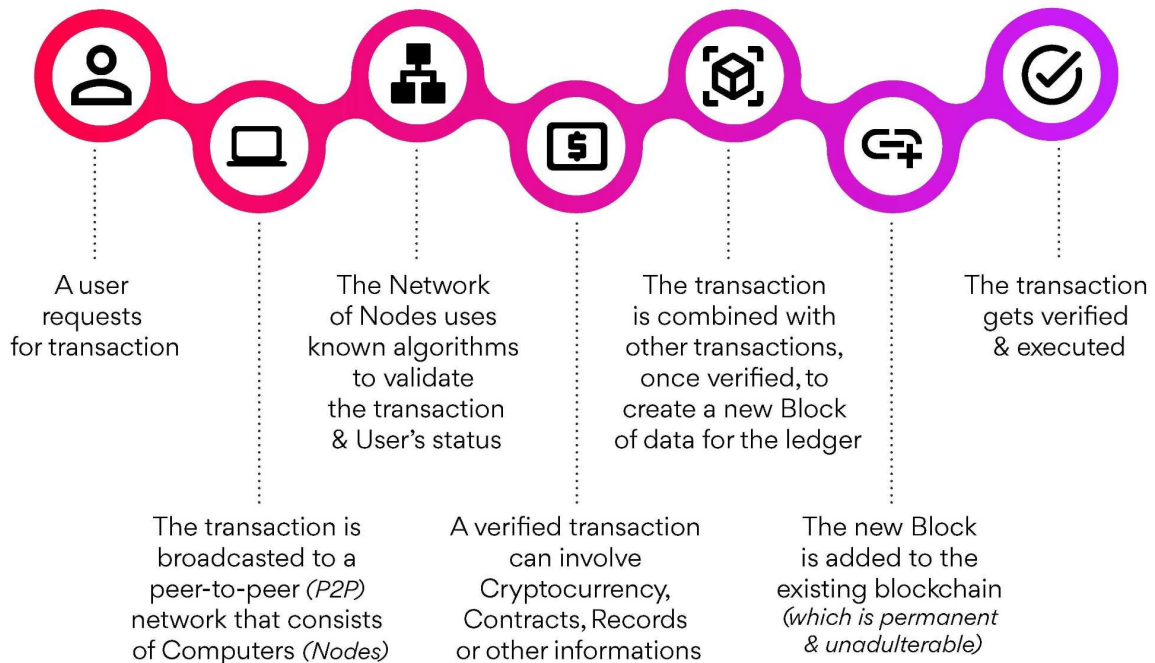 A user
requests
for transaction
The transaction is
broadcasted to a
peer-to-peer (P2P)
network that consists
of Computers (Nodes)
The Network
of Nodes uses
known algorithms
to validate
the transaction
& User's status
A verified transaction
can involve
Cryptocurrency,
Contracts, Records
or other informations
The transaction
is combined with
other transactions,
once verified, to
create a new Block
of data for the ledger
The new Block
is added to the
existing blockchain
(which is permanent
& unadulterable)
The transaction
gets verified
& executed